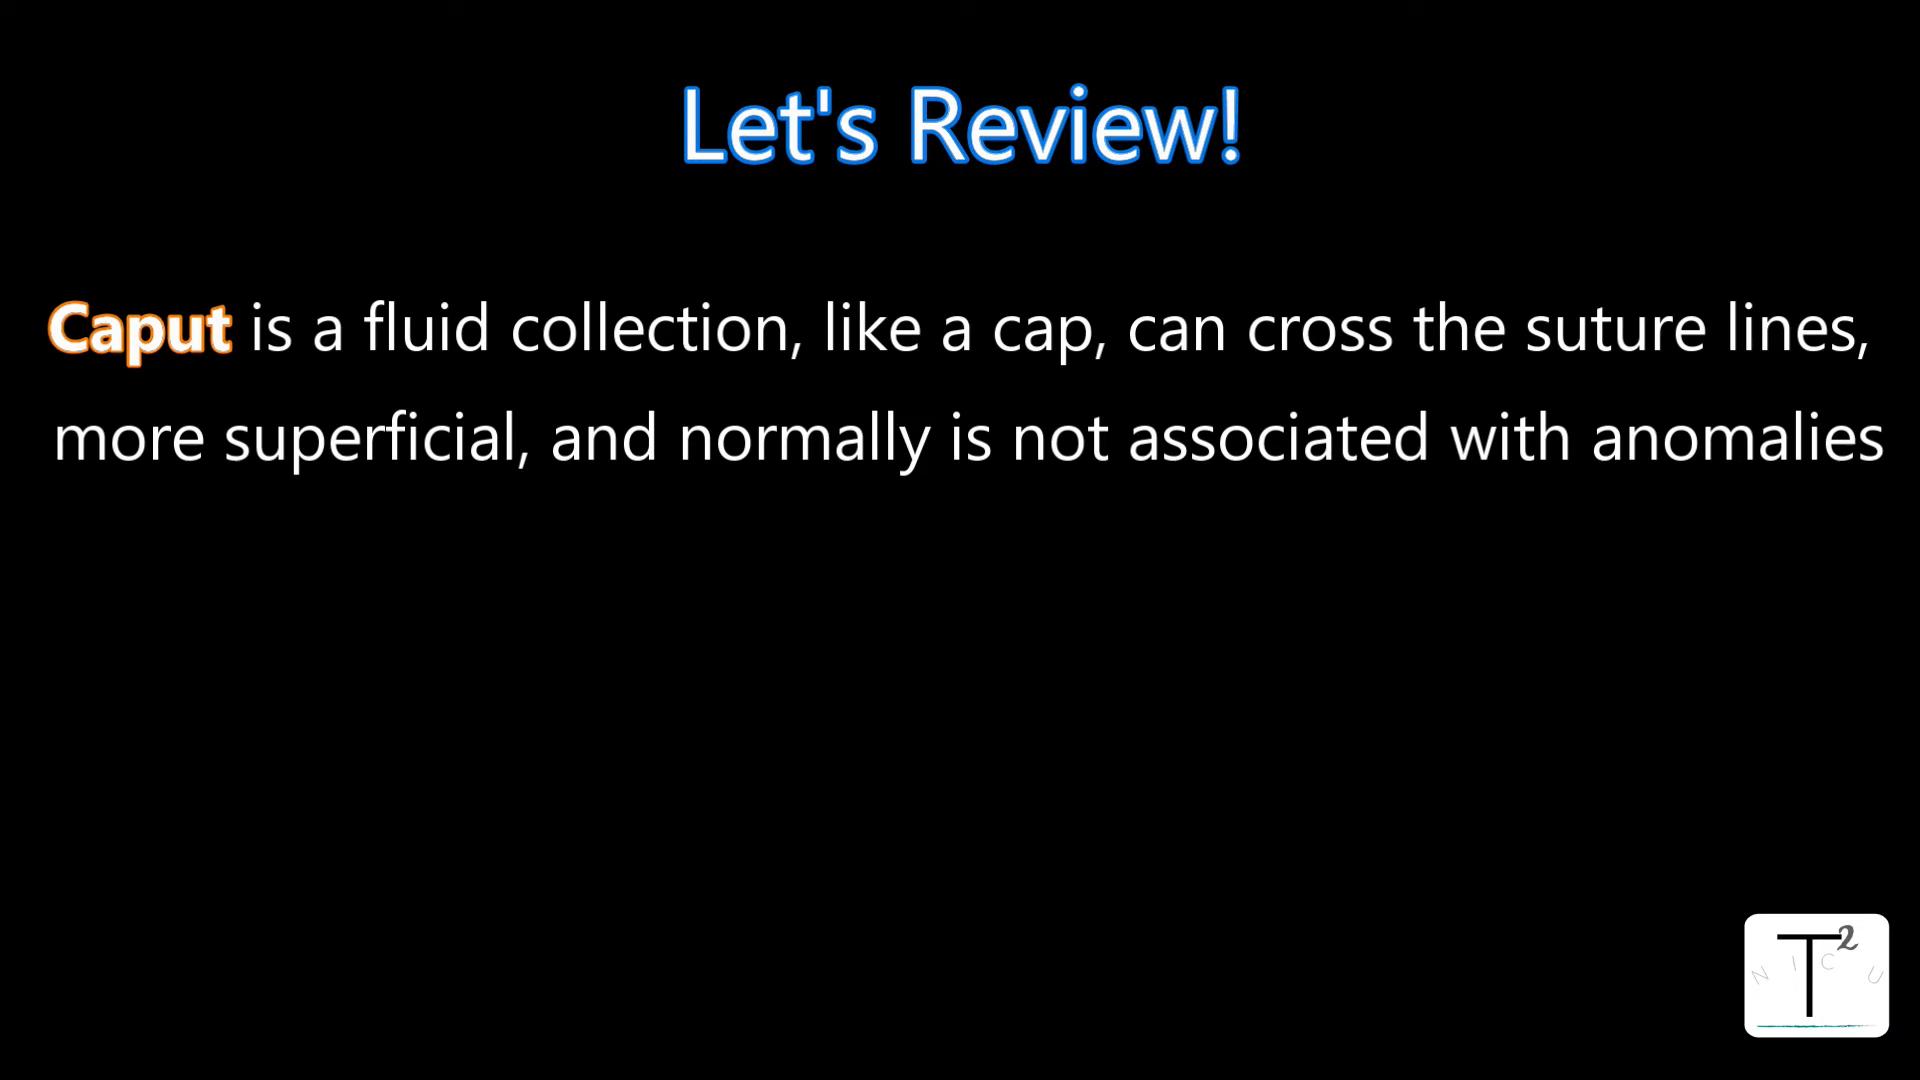 Let's Review!
Caput is a fluid collection, like a cap, can cross the suture lines,
more superficial, and normally is not associated with anomalies
T2
N I C U